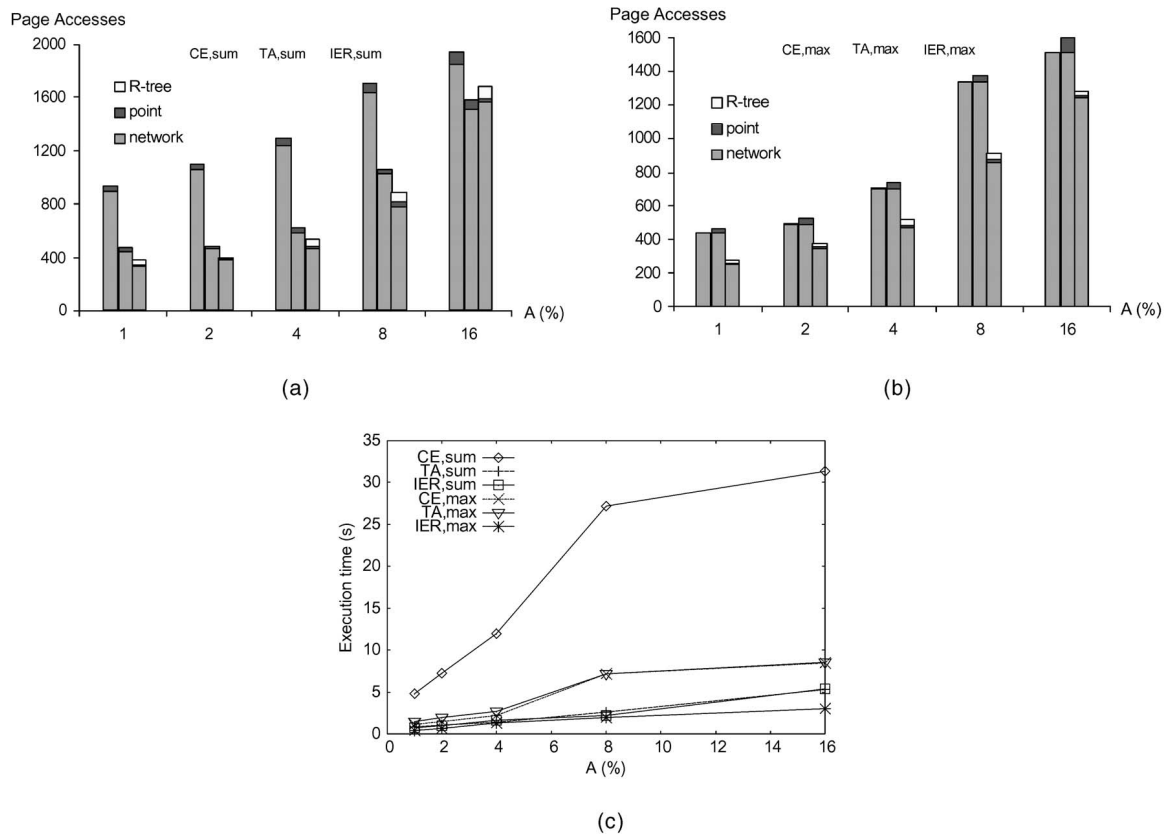 Page Accesses
CE,sum TA,sum IER,sum
2000
1600
1200
800
400
0
R-tree
point
network
1 2 4 8 16
A (%)
(a)
Page Accesses
CE,max TA,max IER,max
1600
1400
1200
1000
800
600
400
200
0
R-tree
point
network
1 2 4 8 16
A (%)
(b)
35
30
25
20
15
10
5
0
Execution time (s)
CE,sum
TA,sum
IER,sum
CE,max
TA,max
IER,max
0 2 4 6 8 10 12 14 16
A (%)
(c)